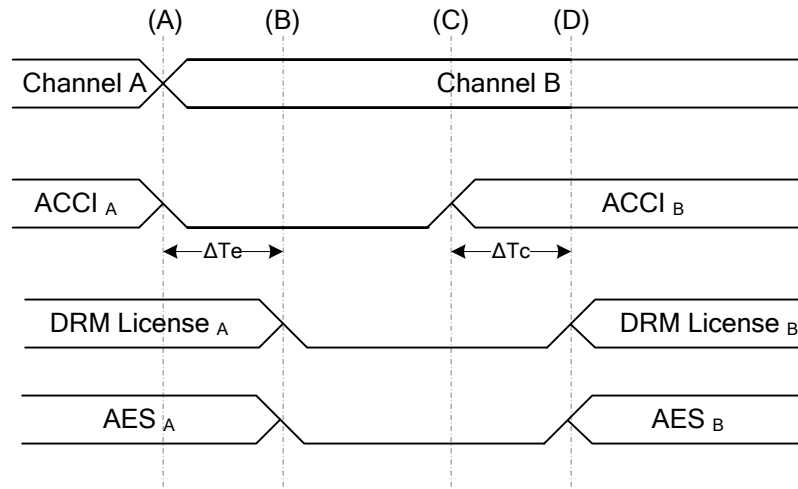 (A) (B) (C) (D)
Channel A Channel B
ACCI A ACCI B
ΔTe ΔTc
DRM License A DRM License B
AES A AES B